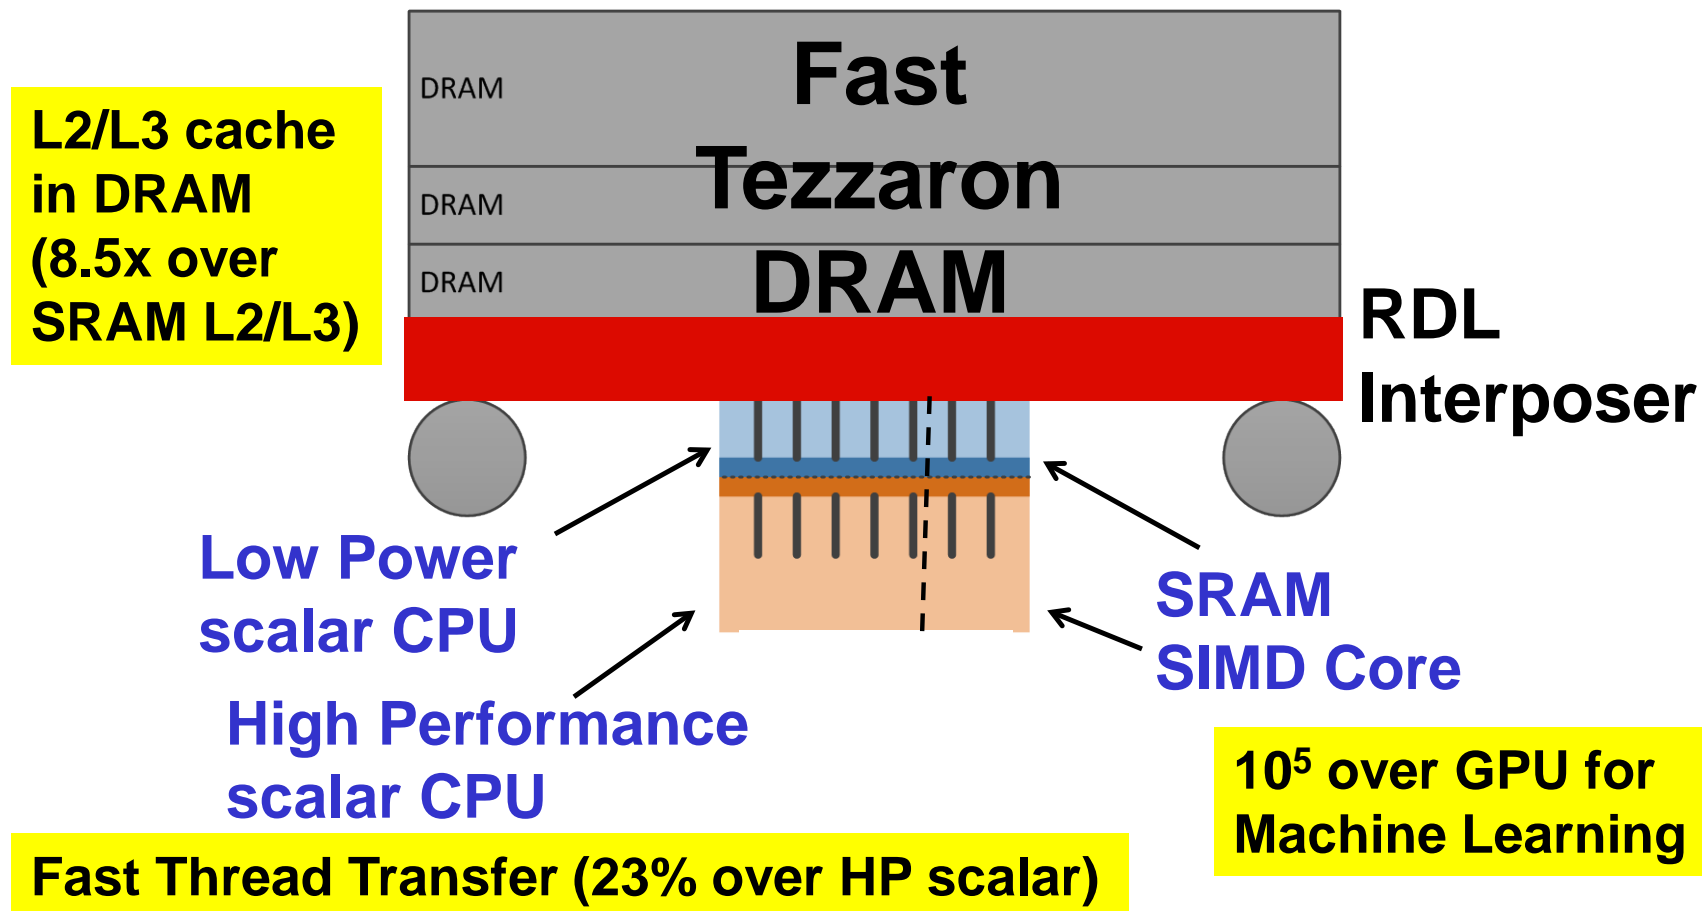 DRAM
Fast
L2/L3 cache
in DRAM
(8.5x over
SRAM L2/L3)
DRAM
Tezzaron
DRAM
DRAM
RDL
Interposer
Low Power
scalar CPU
SRAM
SIMD Core
High Performance
scalar CPU
10⁵ over GPU for
Machine Learning
Fast Thread Transfer (23% over HP scalar)